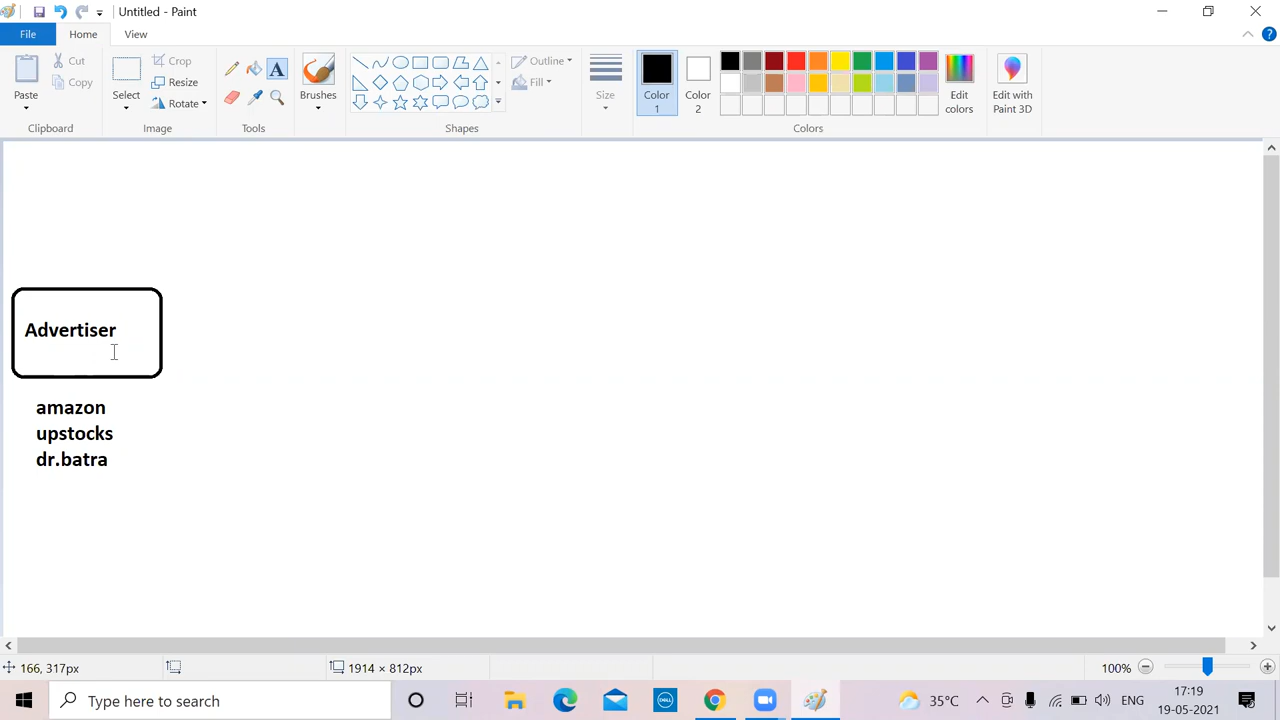 Untitled - Paint
File Home View
Paste
Cut
Copy
Clipboard
Select
Crop
Resize
Rotate
Image
A
Tools
Brushes
Outline
Fill
Shapes
Size
Color 1
Color 2
Edit colors
Colors
Edit with Paint 3D
Advertiser
amazon
upstocks
dr.batra
166, 317px
1914 × 812px
100%
Type here to search
DELL
35°C
ENG
17:19
19-05-2021